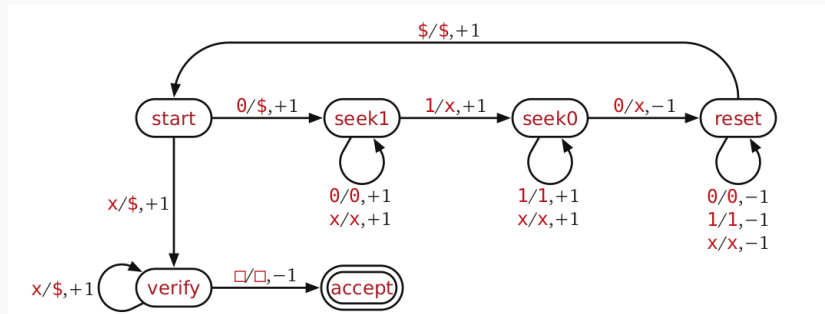 $/$,+1
start
0/$,+1
seek1
1/x,+1
seek0
0/x,−1
reset
0/0,+1
x/x,+1
1/1,+1
x/x,+1
0/0,−1
1/1,−1
x/x,−1
x/$,+1
x/$,+1
verify
□/□,−1
accept